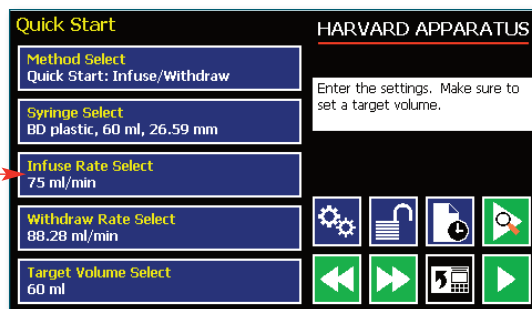 Quick Start
HARVARD APPARATUS
Method Select
Quick Start: Infuse/Withdraw
Enter the settings. Make sure to
set a target volume.
Syringe Select
BD plastic, 60 ml, 26.59 mm
Infuse Rate Select
75 ml/min
Withdraw Rate Select
88.28 ml/min
Target Volume Select
60 ml